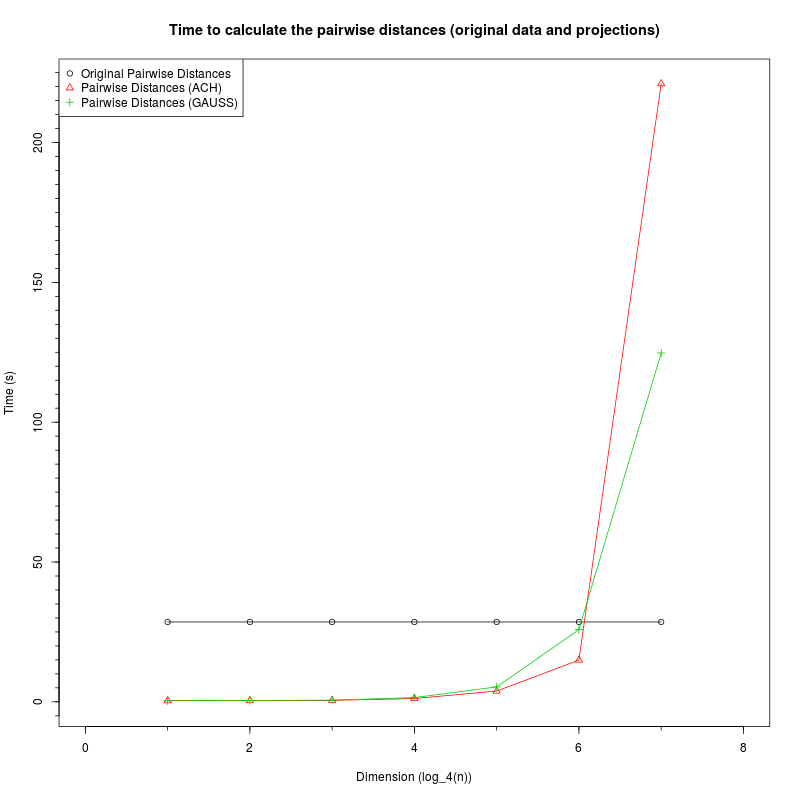 Time to calculate the pairwise distances (original data and projections)
Original Pairwise Distances
Pairwise Distances (ACH)
Pairwise Distances (GAUSS)
Time (s)
200
150
100
50
0
0 2 4 6 8
Dimension (log_4(n))